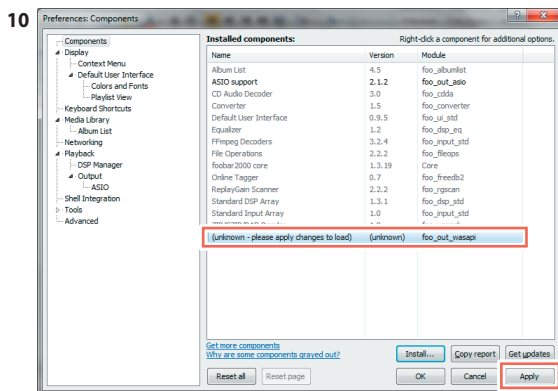 10
Preferences: Components
Components
Display
Context Menu
Default User Interface
Colors and Fonts
Playlist View
Keyboard Shortcuts
Media Library
Album List
Networking
Playback
DSP Manager
Output
ASIO
Shell Integration
Tools
Advanced
Installed components: Right-click a component for additional options.
Name Version Module
Album List 4.5 foo_albumlist
ASIO support 2.1.2 foo_out_asio
CD Audio Decoder 3.0 foo_cdda
Converter 1.5 foo_converter
Default User Interface 0.9.5 foo_ui_std
Equalizer 1.2 foo_dsp_eq
FFmpeg Decoders 3.2.4 foo_input_std
File Operations 2.2.2 foo_fileops
foobar2000 core 1.3.19 Core
Online Tagger 0.7 foo_freedb2
ReplayGain Scanner 2.2.2 foo_rgscan
Standard DSP Array 1.3.1 foo_dsp_std
Standard Input Array 1.0 foo_input_std
(unknown - please apply changes to load) (unknown) foo_out_wasapi
Get more components
Why are some components grayed out?
Install... Copy report Get updates
Reset all Reset page OK Cancel Apply